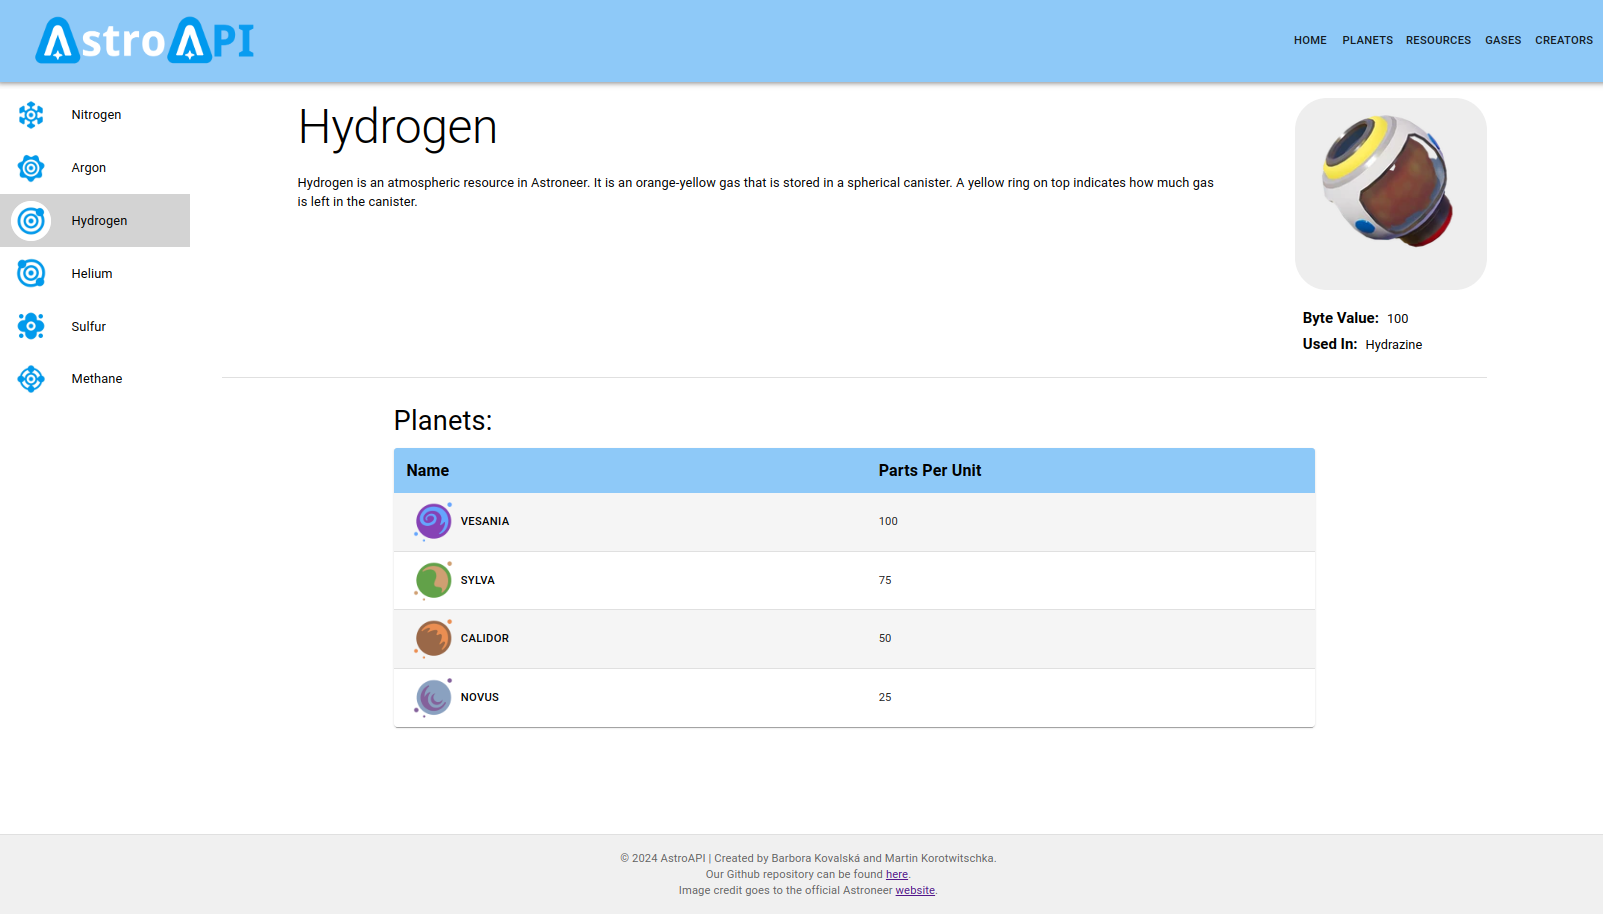 AstroAPI
HOME PLANETS RESOURCES GASES CREATORS
Nitrogen
Argon
Hydrogen
Helium
Sulfur
Methane
Hydrogen
Hydrogen is an atmospheric resource in Astroneer. It is an orange-yellow gas that is stored in a spherical canister. A yellow ring on top indicates how much gas
is left in the canister.
Byte Value: 100
Used In: Hydrazine
Planets:
Name Parts Per Unit
VESANIA 100
SYLVA 75
CALIDOR 50
NOVUS 25
© 2024 AstroAPI | Created by Barbora Kovalská and Martin Korotwitschka.
Our Github repository can be found here.
Image credit goes to the official Astroneer website.